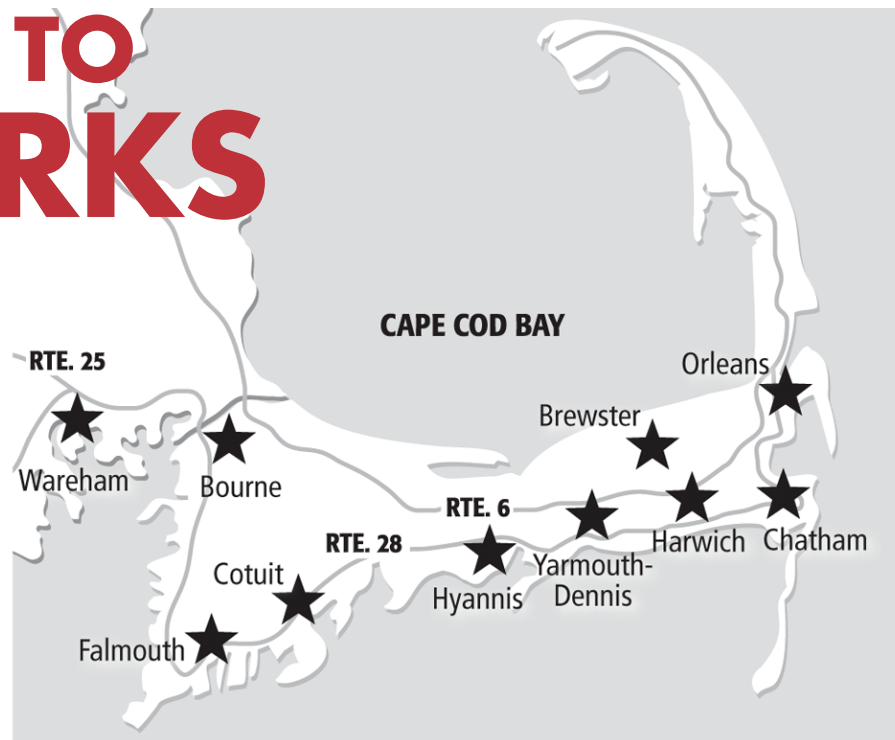 TO
RKS
CAPE COD BAY
RTE. 25
Orleans
Brewster
Wareham
Bourne
RTE. 6
RTE. 28
Harwich
Chatham
Cotuit
Hyannis
Yarmouth-
Dennis
Falmouth